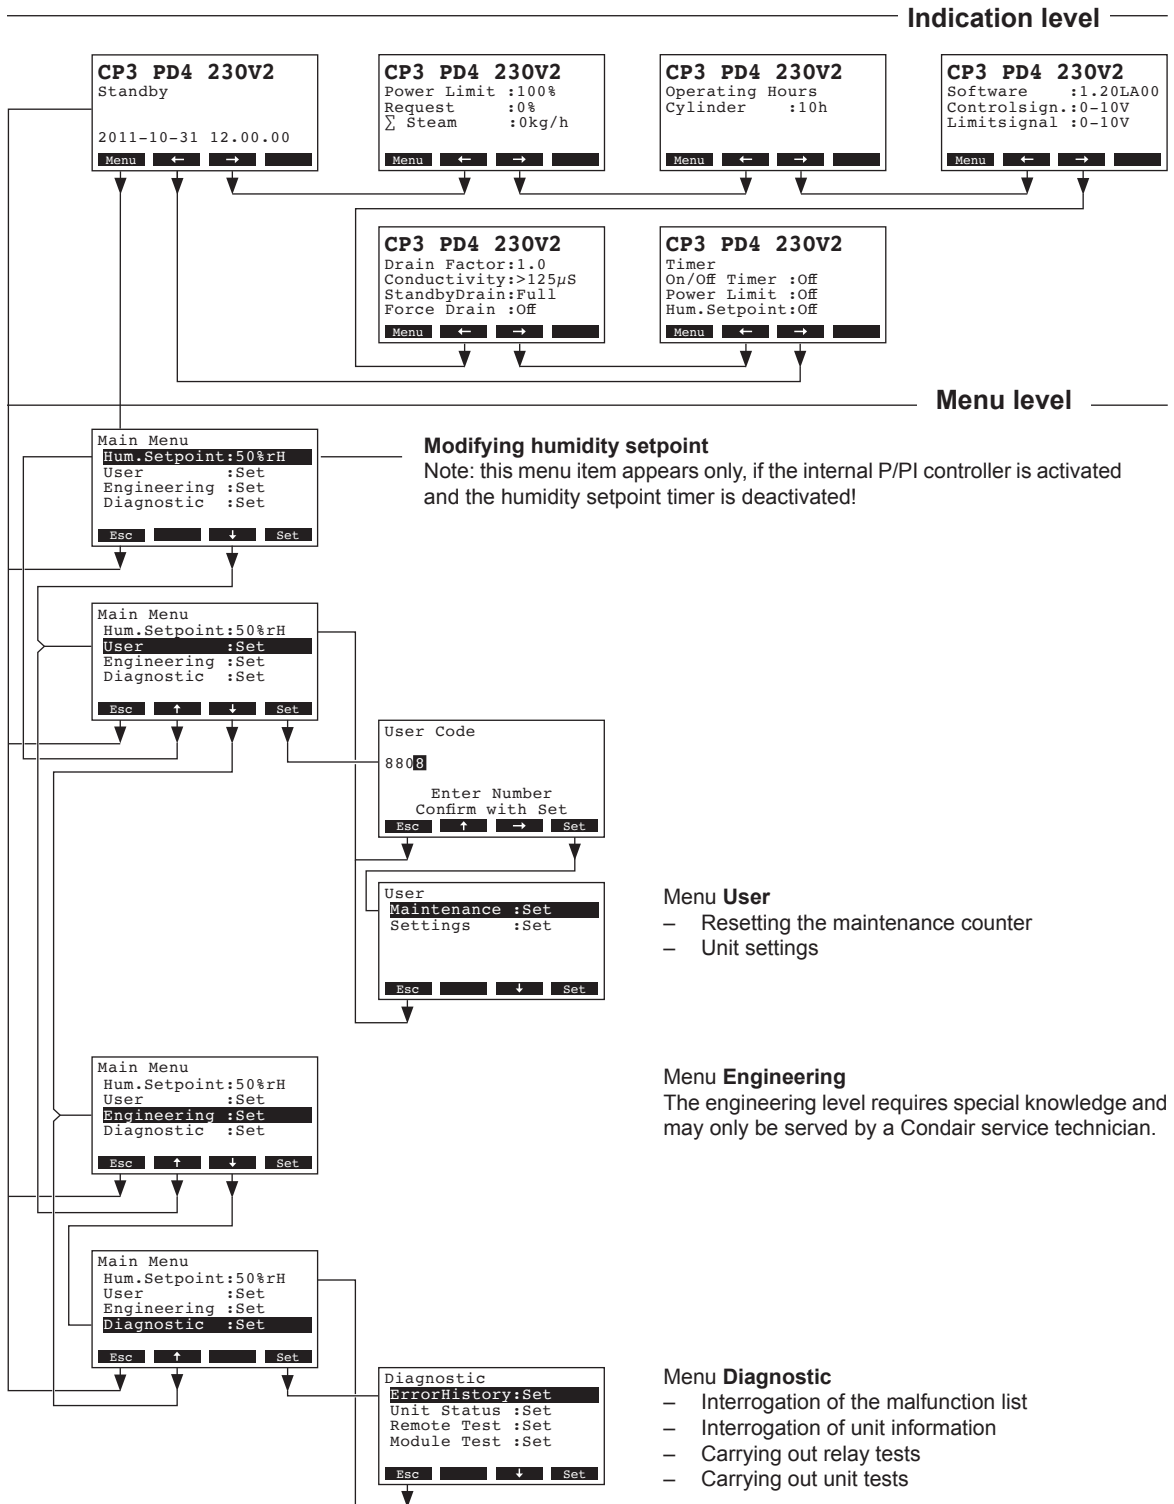 Indication level
CP3 PD4 230V2
Standby
2011-10-31 12.00.00
Menu ← →
CP3 PD4 230V2
Power Limit :100%
Request :0%
∑ Steam :0kg/h
Menu ← →
CP3 PD4 230V2
Operating Hours
Cylinder :10h
Menu ← →
CP3 PD4 230V2
Software :1.20LA00
Controlsign.:0-10V
Limitsignal :0-10V
Menu ← →
CP3 PD4 230V2
Drain Factor:1.0
Conductivity:>125µS
StandbyDrain:Full
Force Drain :Off
Menu ← →
CP3 PD4 230V2
Timer
On/Off Timer :Off
Power Limit :Off
Hum.Setpoint:Off
Menu ← →
Menu level
Main Menu
Hum.Setpoint:50%rH
User :Set
Engineering :Set
Diagnostic :Set
Esc ↓ Set
Modifying humidity setpoint
Note: this menu item appears only, if the internal P/PI controller is activated
and the humidity setpoint timer is deactivated!
Main Menu
Hum.Setpoint:50%rH
User :Set
Engineering :Set
Diagnostic :Set
Esc ↑ ↓ Set
User Code
8808
Enter Number
Confirm with Set
Esc ↑ → Set
User
Maintenance :Set
Settings :Set
Esc ↓ Set
Menu User
– Resetting the maintenance counter
– Unit settings
Main Menu
Hum.Setpoint:50%rH
User :Set
Engineering :Set
Diagnostic :Set
Esc ↑ ↓ Set
Menu Engineering
The engineering level requires special knowledge and
may only be served by a Condair service technician.
Main Menu
Hum.Setpoint:50%rH
User :Set
Engineering :Set
Diagnostic :Set
Esc ↑ Set
Diagnostic
ErrorHistory:Set
Unit Status :Set
Remote Test :Set
Module Test :Set
Esc ↓ Set
Menu Diagnostic
– Interrogation of the malfunction list
– Interrogation of unit information
– Carrying out relay tests
– Carrying out unit tests